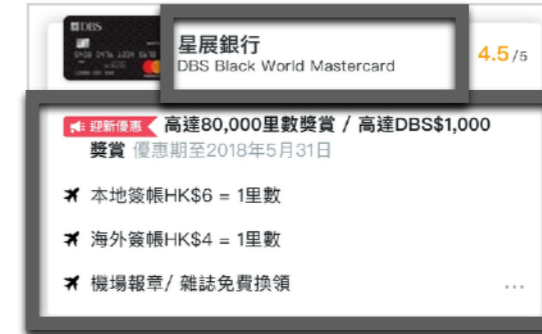 DBS
星展銀行
DBS Black World Mastercard
4.5/5
迎新優惠 高達80,000里數獎賞 / 高達DBS$1,000
獎賞 優惠期至2018年5月31日
本地簽帳HK$6 = 1里數
海外簽帳HK$4 = 1里數
機場報章/ 雜誌免費換領
...